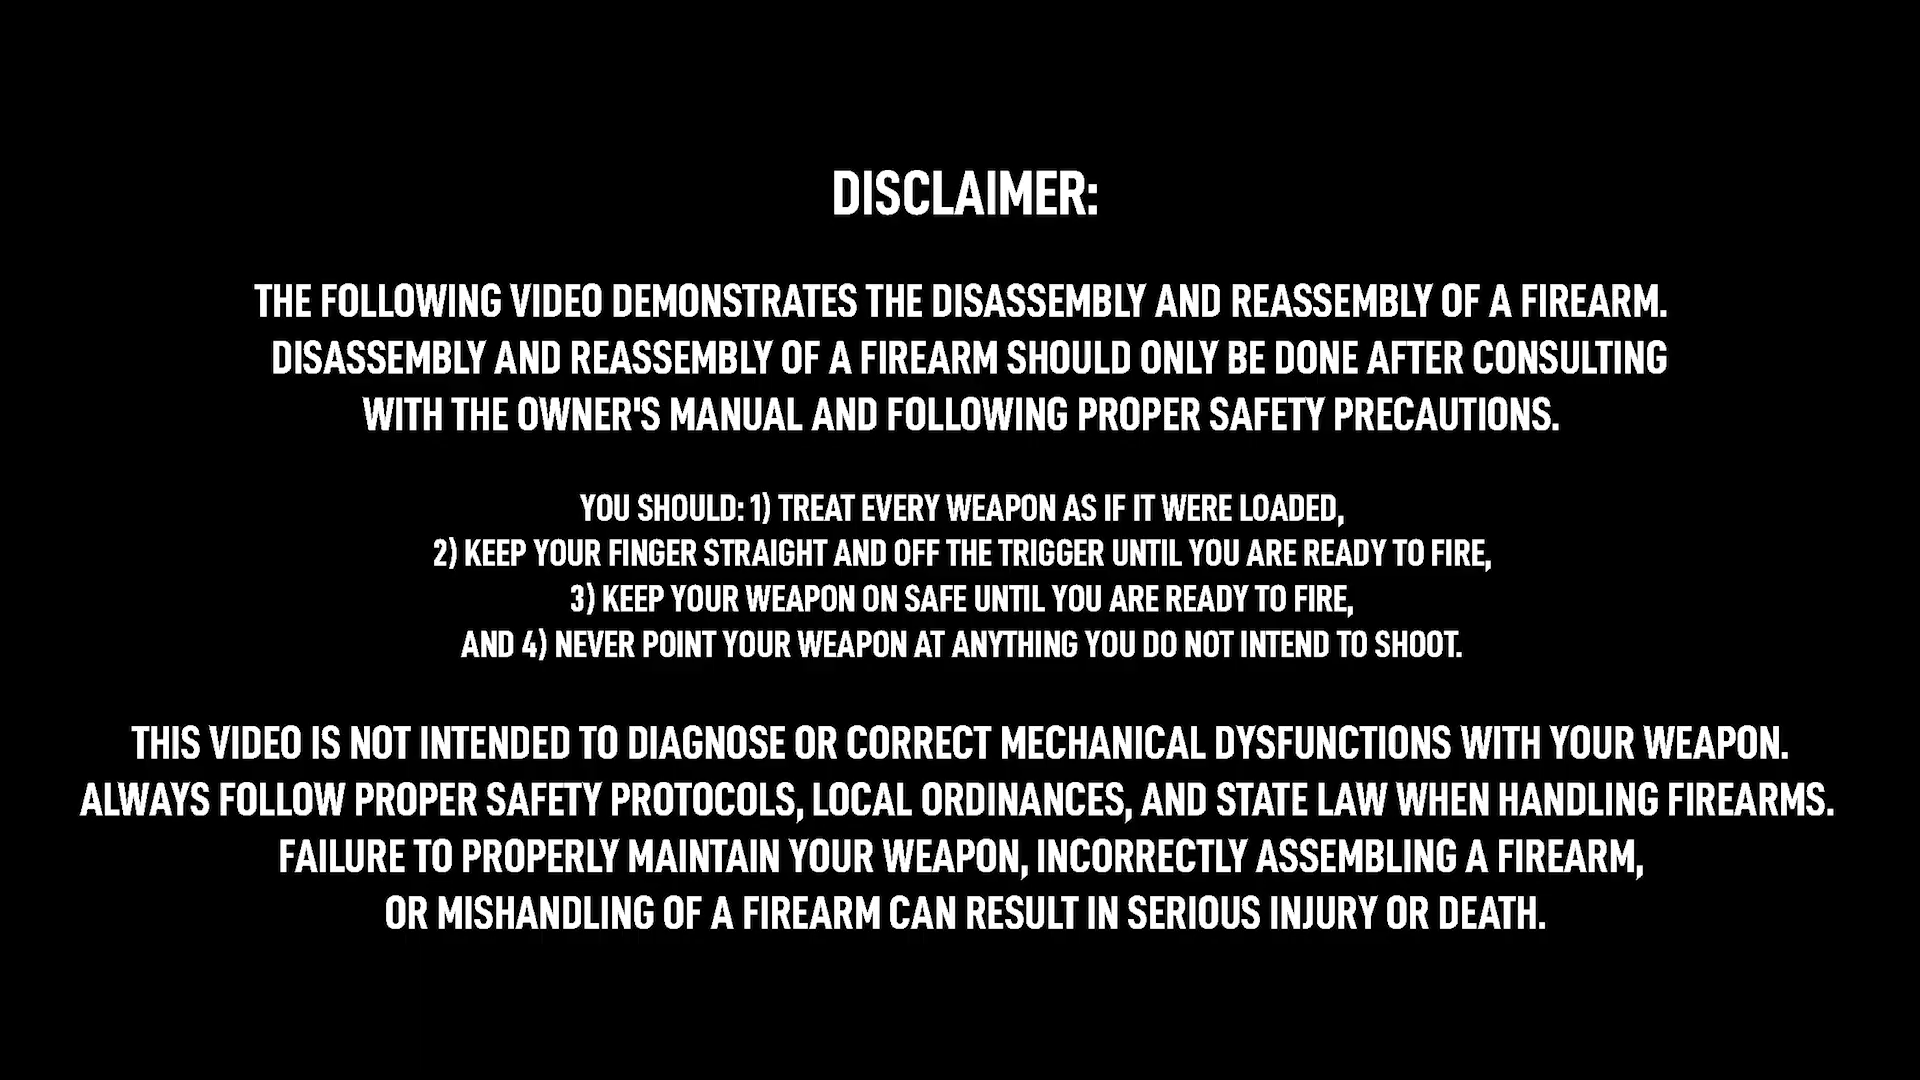 DISCLAIMER:
THE FOLLOWING VIDEO DEMONSTRATES THE DISASSEMBLY AND REASSEMBLY OF A FIREARM.
DISASSEMBLY AND REASSEMBLY OF A FIREARM SHOULD ONLY BE DONE AFTER CONSULTING
WITH THE OWNER'S MANUAL AND FOLLOWING PROPER SAFETY PRECAUTIONS.
YOU SHOULD: 1) TREAT EVERY WEAPON AS IF IT WERE LOADED,
2) KEEP YOUR FINGER STRAIGHT AND OFF THE TRIGGER UNTIL YOU ARE READY TO FIRE,
3) KEEP YOUR WEAPON ON SAFE UNTIL YOU ARE READY TO FIRE,
AND 4) NEVER POINT YOUR WEAPON AT ANYTHING YOU DO NOT INTEND TO SHOOT.
THIS VIDEO IS NOT INTENDED TO DIAGNOSE OR CORRECT MECHANICAL DYSFUNCTIONS WITH YOUR WEAPON.
ALWAYS FOLLOW PROPER SAFETY PROTOCOLS, LOCAL ORDINANCES, AND STATE LAW WHEN HANDLING FIREARMS.
FAILURE TO PROPERLY MAINTAIN YOUR WEAPON, INCORRECTLY ASSEMBLING A FIREARM,
OR MISHANDLING OF A FIREARM CAN RESULT IN SERIOUS INJURY OR DEATH.